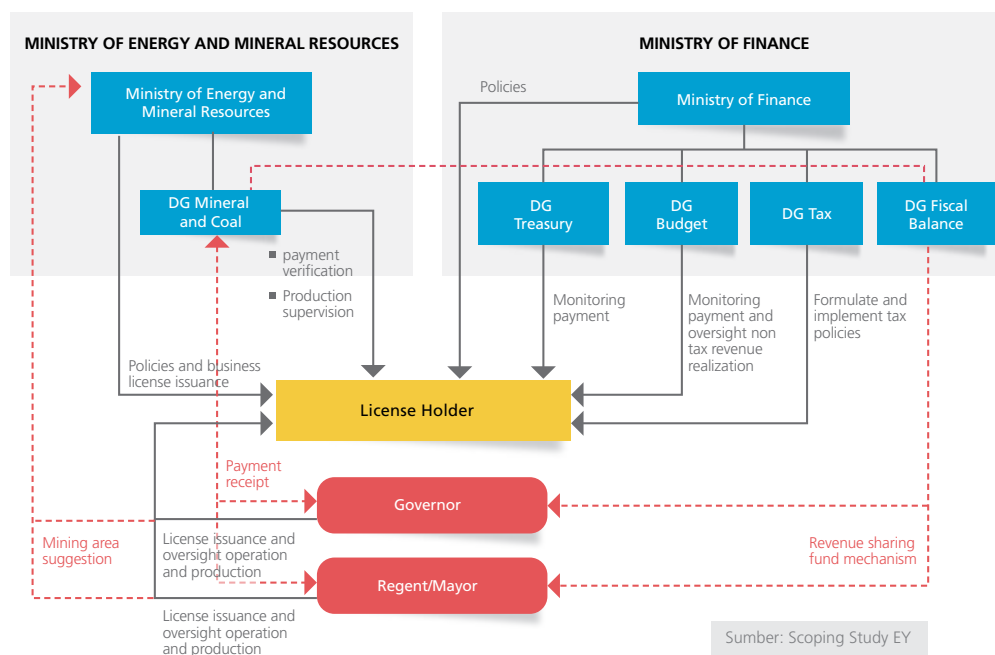 MINISTRY OF ENERGY AND MINERAL RESOURCES
MINISTRY OF FINANCE
Ministry of Energy and
Mineral Resources
Policies
Ministry of Finance
DG Mineral
and Coal
DG
Treasury
DG
Budget
DG Tax
DG Fiscal
Balance
payment
verification
Production
supervision
Monitoring
payment
Monitoring
payment and
oversight non
tax revenue
realization
Formulate and
implement tax
policies
Policies and business
license issuance
License Holder
Payment
receipt
Governor
Mining area
suggestion
License issuance and
oversight operation
and production
Revenue sharing
fund mechanism
Regent/Mayor
License issuance and
oversight operation
and production
Sumber: Scoping Study EY